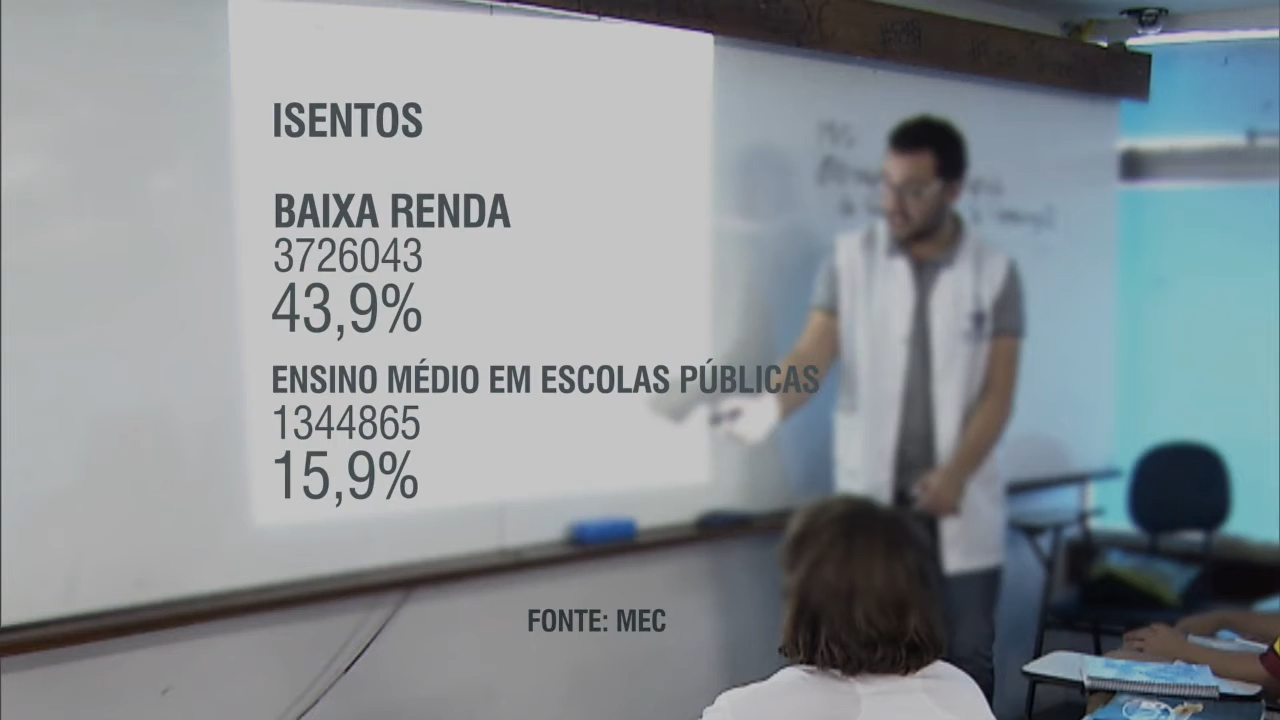 ISENTOS
BAIXA RENDA
3726043
43,9%
ENSINO MÉDIO EM ESCOLAS PÚBLICAS
1344865
15,9%
FONTE: MEC